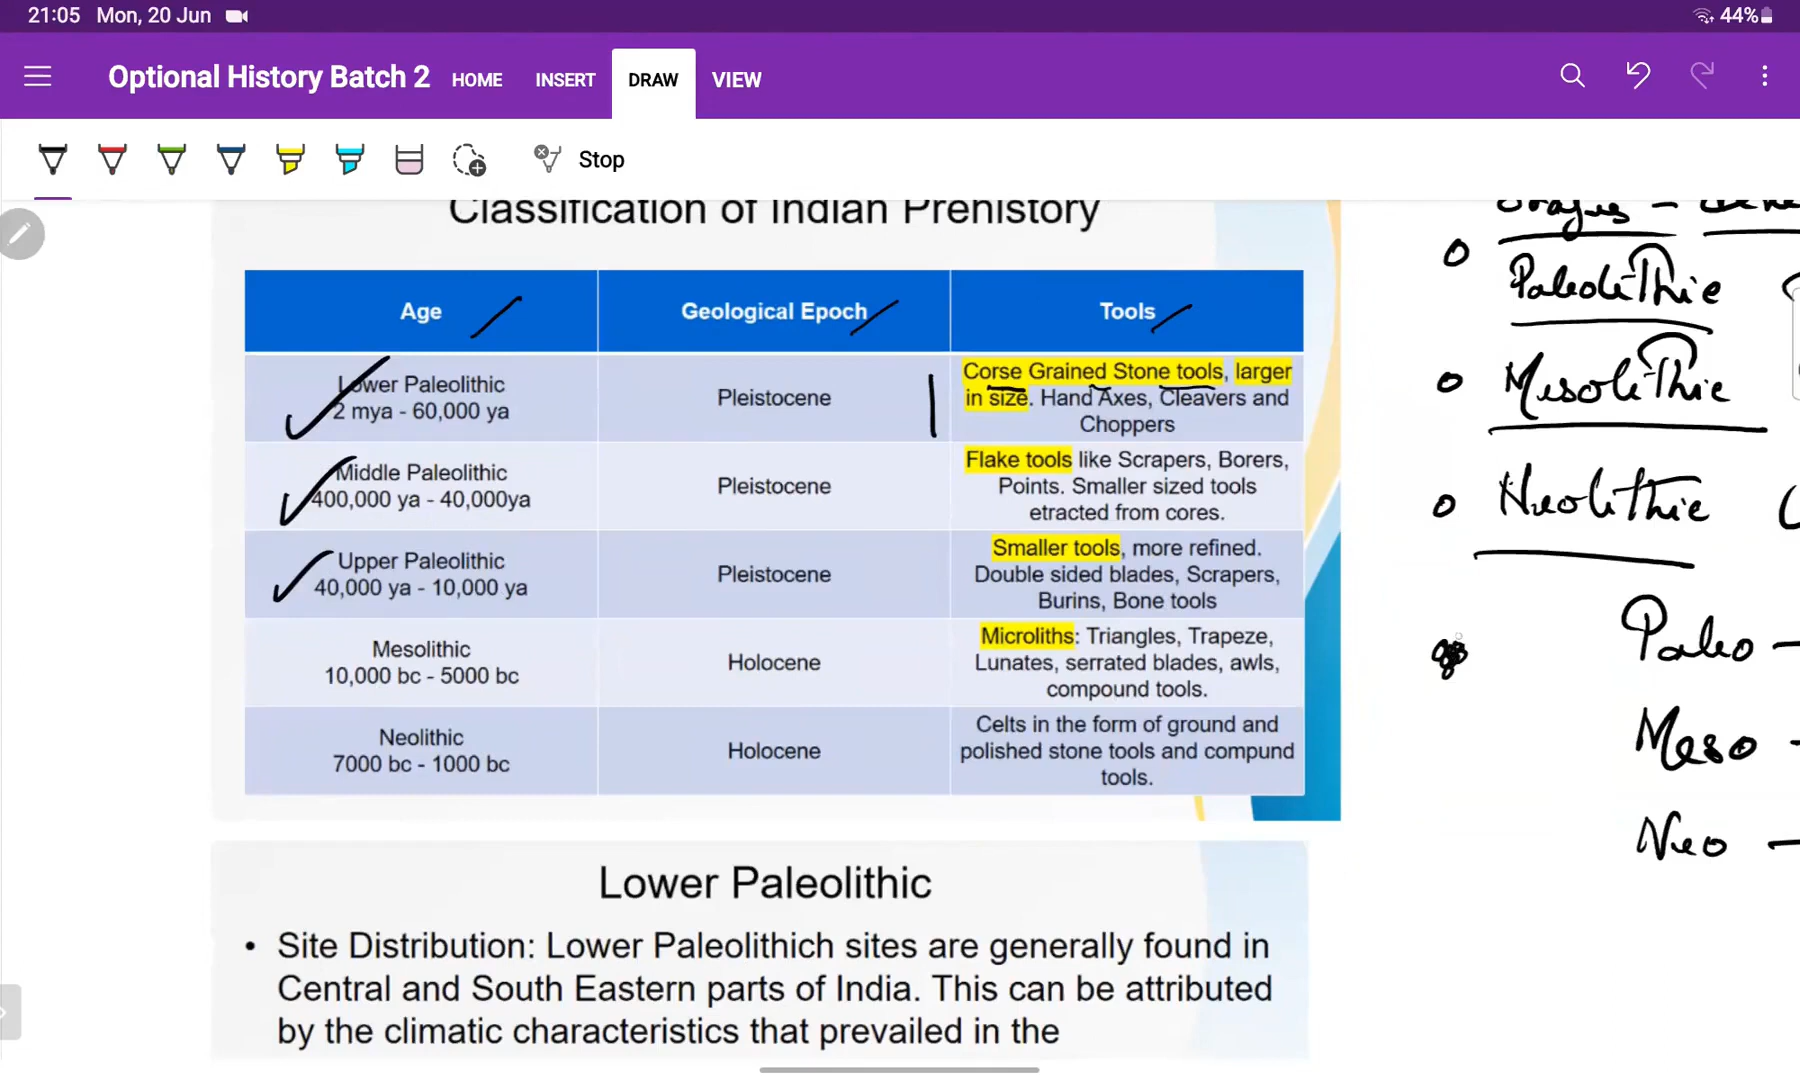 21:05 Mon, 20 Jun 44%
Optional History Batch 2 HOME INSERT DRAW VIEW
Stop
Classification of Indian Prehistory
Age Geological Epoch Tools
Lower Paleolithic
2 mya - 60,000 ya
Pleistocene
Corse Grained Stone tools, larger
in size. Hand Axes, Cleavers and
Choppers
Middle Paleolithic
400,000 ya - 40,000ya
Pleistocene
Flake tools like Scrapers, Borers,
Points. Smaller sized tools
etracted from cores.
Upper Paleolithic
40,000 ya - 10,000 ya
Pleistocene
Smaller tools, more refined.
Double sided blades, Scrapers,
Burins, Bone tools
Mesolithic
10,000 bc - 5000 bc
Holocene
Microliths: Triangles, Trapeze,
Lunates, serrated blades, awls,
compound tools.
Neolithic
7000 bc - 1000 bc
Holocene
Celts in the form of ground and
polished stone tools and compund
tools.
Lower Paleolithic
• Site Distribution: Lower Paleolithich sites are generally found in
Central and South Eastern parts of India. This can be attributed
by the climatic characteristics that prevailed in the
Paleolithic
Mesolithic
Neolithic
Paleo –
Meso -
Neo –